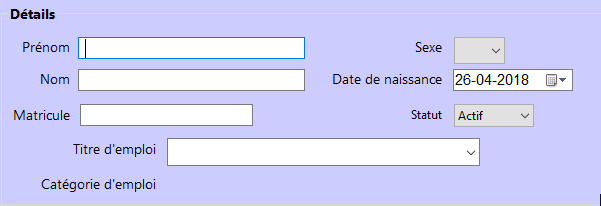 Détails
Prénom Sexe
Nom Date de naissance 26-04-2018
Matricule Statut Actif
Titre d'emploi
Catégorie d'emploi